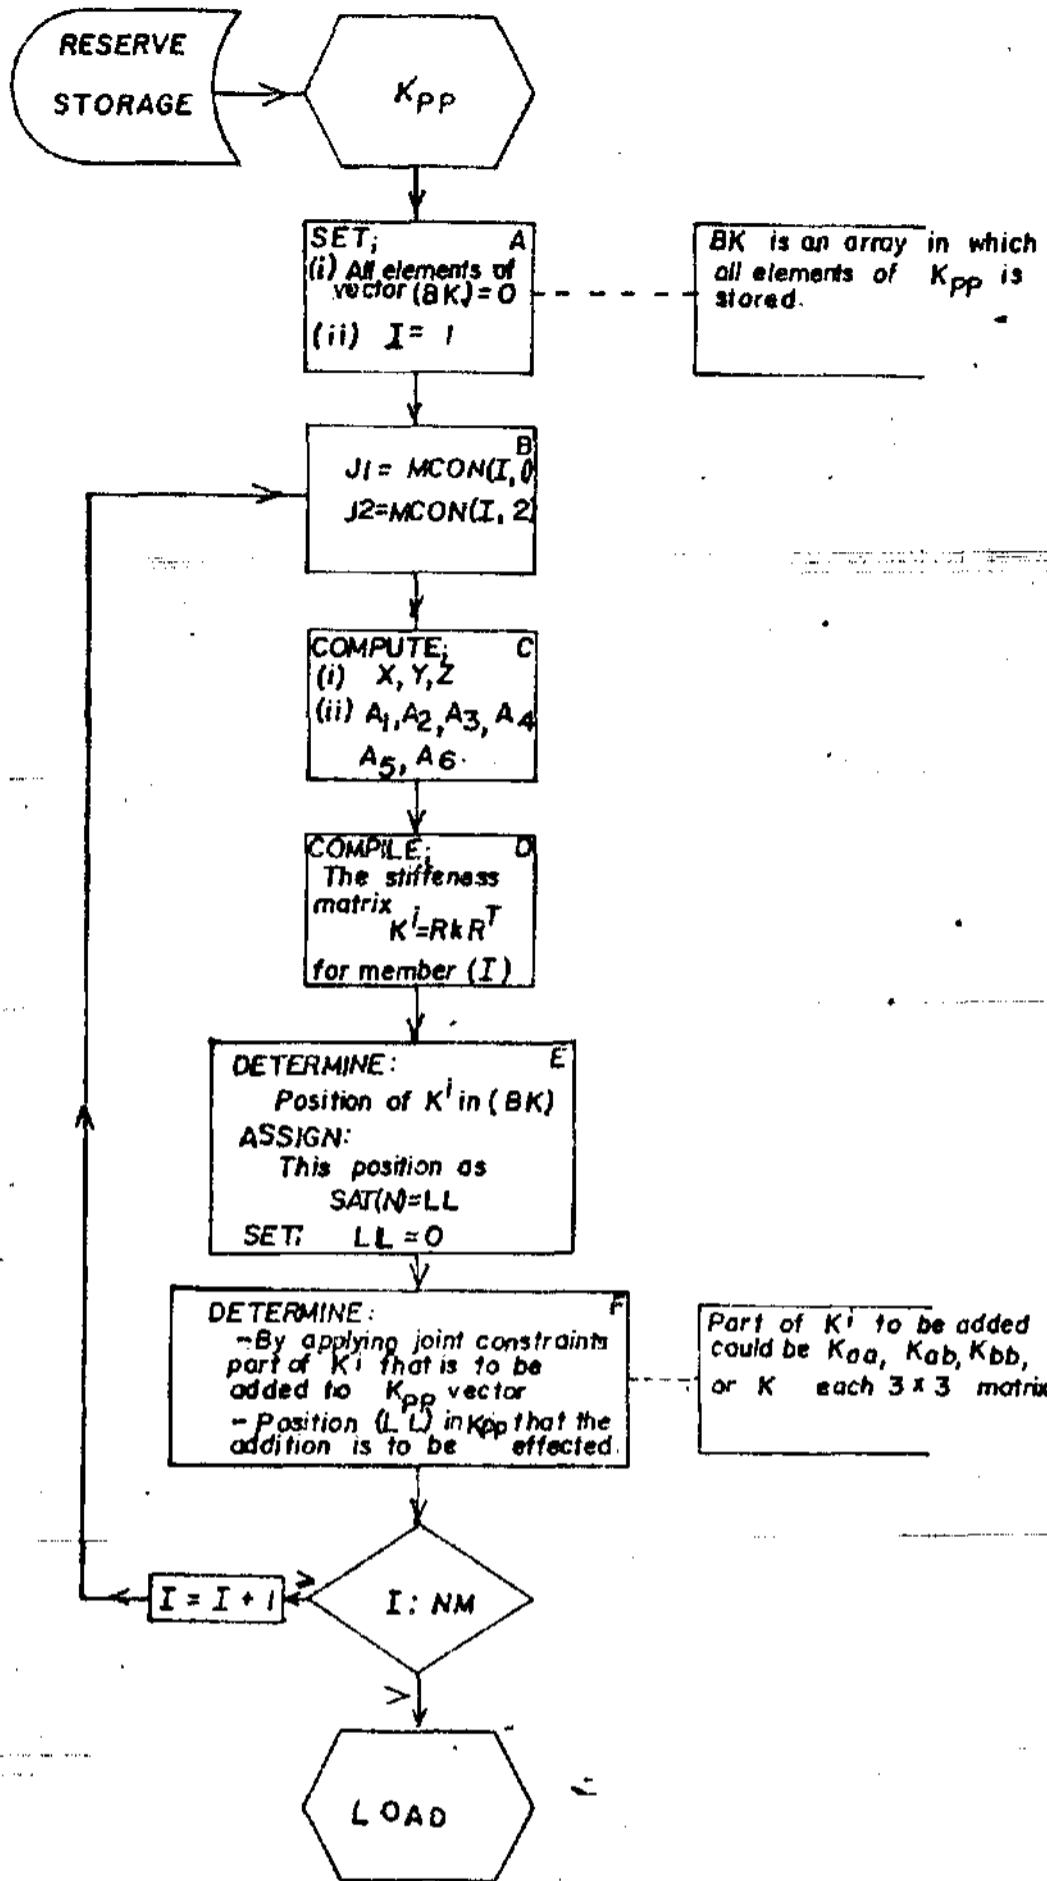 RESERVE
STORAGE
KPP
SET; A
(i) All elements of
vector (BK) = 0
(ii) I = 1
BK is an array in which
all elements of KPP is
stored.
B
J1 = MCON(I, 1)
J2=MCON(I, 2)
COMPUTE; C
(i) X, Y, Z
(ii) A1, A2, A3, A4
A5, A6.
COMPILE; D
The stiffeness
matrix
Ki=RkRT
for member (I)
DETERMINE: E
Position of Ki in (BK)
ASSIGN:
This position as
SAT(N)=LL
SET; LL = 0
DETERMINE: F
-By applying joint constraints
part of Ki that is to be
added to KPP vector
- Position (LL) in KPP that the
addition is to be effected.
Part of Ki to be added
could be Kaa, Kab, Kbb,
or K each 3 x 3 matrix
I = I + 1
>
I: NM
>
LOAD